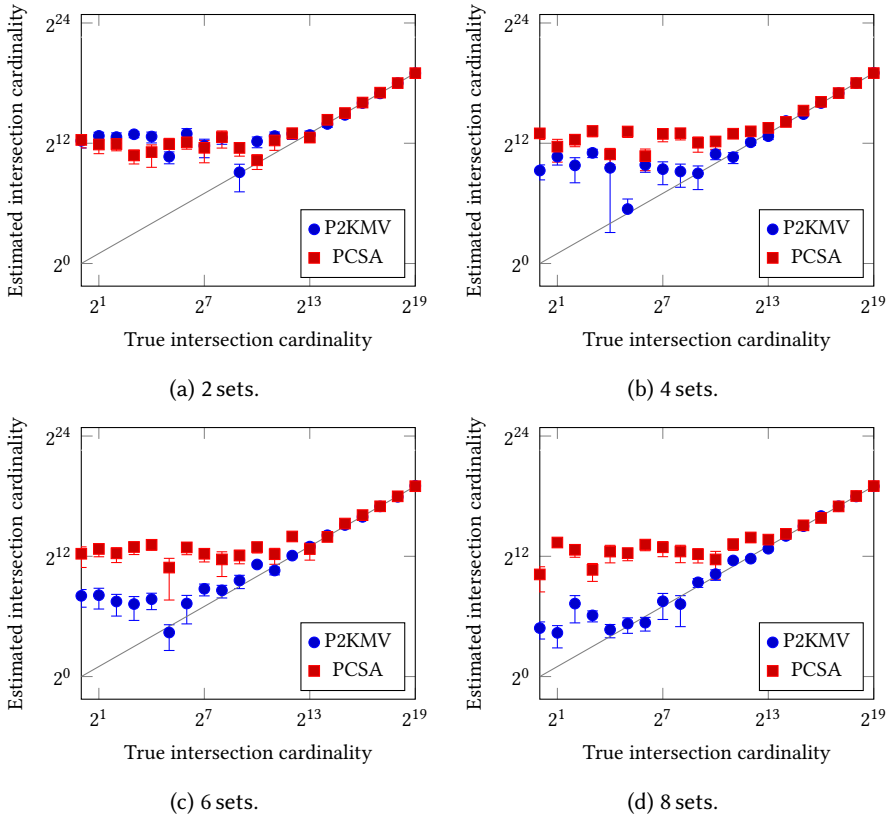 2^24
2^12
2^0
Estimated intersection cardinality
P2KMV
PCSA
2^1 2^7 2^13 2^19
True intersection cardinality
(a) 2 sets.
2^24
2^12
2^0
Estimated intersection cardinality
P2KMV
PCSA
2^1 2^7 2^13 2^19
True intersection cardinality
(b) 4 sets.
2^24
2^12
2^0
Estimated intersection cardinality
P2KMV
PCSA
2^1 2^7 2^13 2^19
True intersection cardinality
(c) 6 sets.
2^24
2^12
2^0
Estimated intersection cardinality
P2KMV
PCSA
2^1 2^7 2^13 2^19
True intersection cardinality
(d) 8 sets.